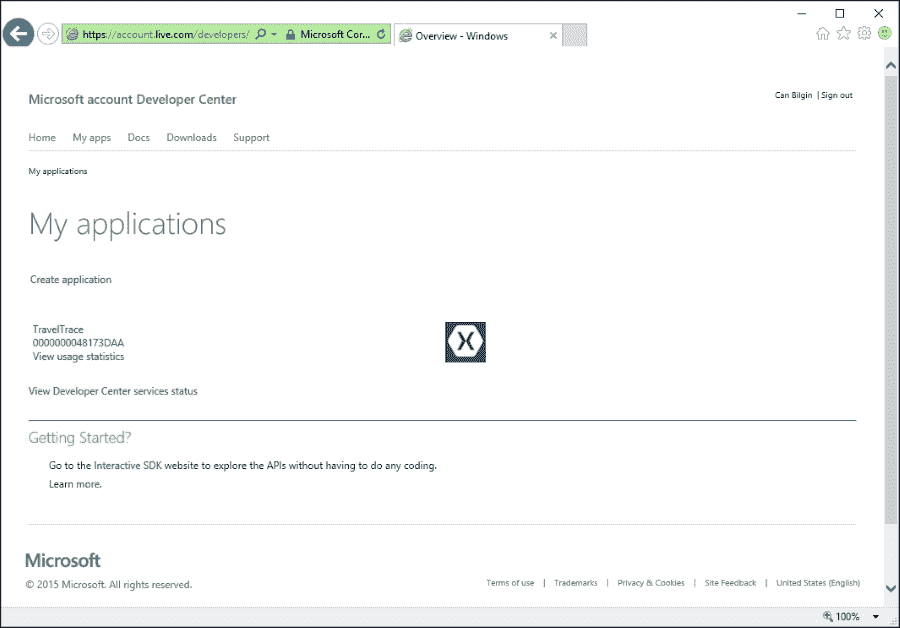 https://account.live.com/developers/
Microsoft Cor...
Overview - Windows
Microsoft account Developer Center
Can Bilgin | Sign out
Home My apps Docs Downloads Support
My applications
My applications
Create application
TravelTrace
0000000048173DAA
View usage statistics
View Developer Center services status
Getting Started?
Go to the Interactive SDK website to explore the APIs without having to do any coding.
Learn more.
Microsoft
© 2015 Microsoft. All rights reserved.
Terms of use | Trademarks | Privacy & Cookies | Site Feedback | United States (English)
100%